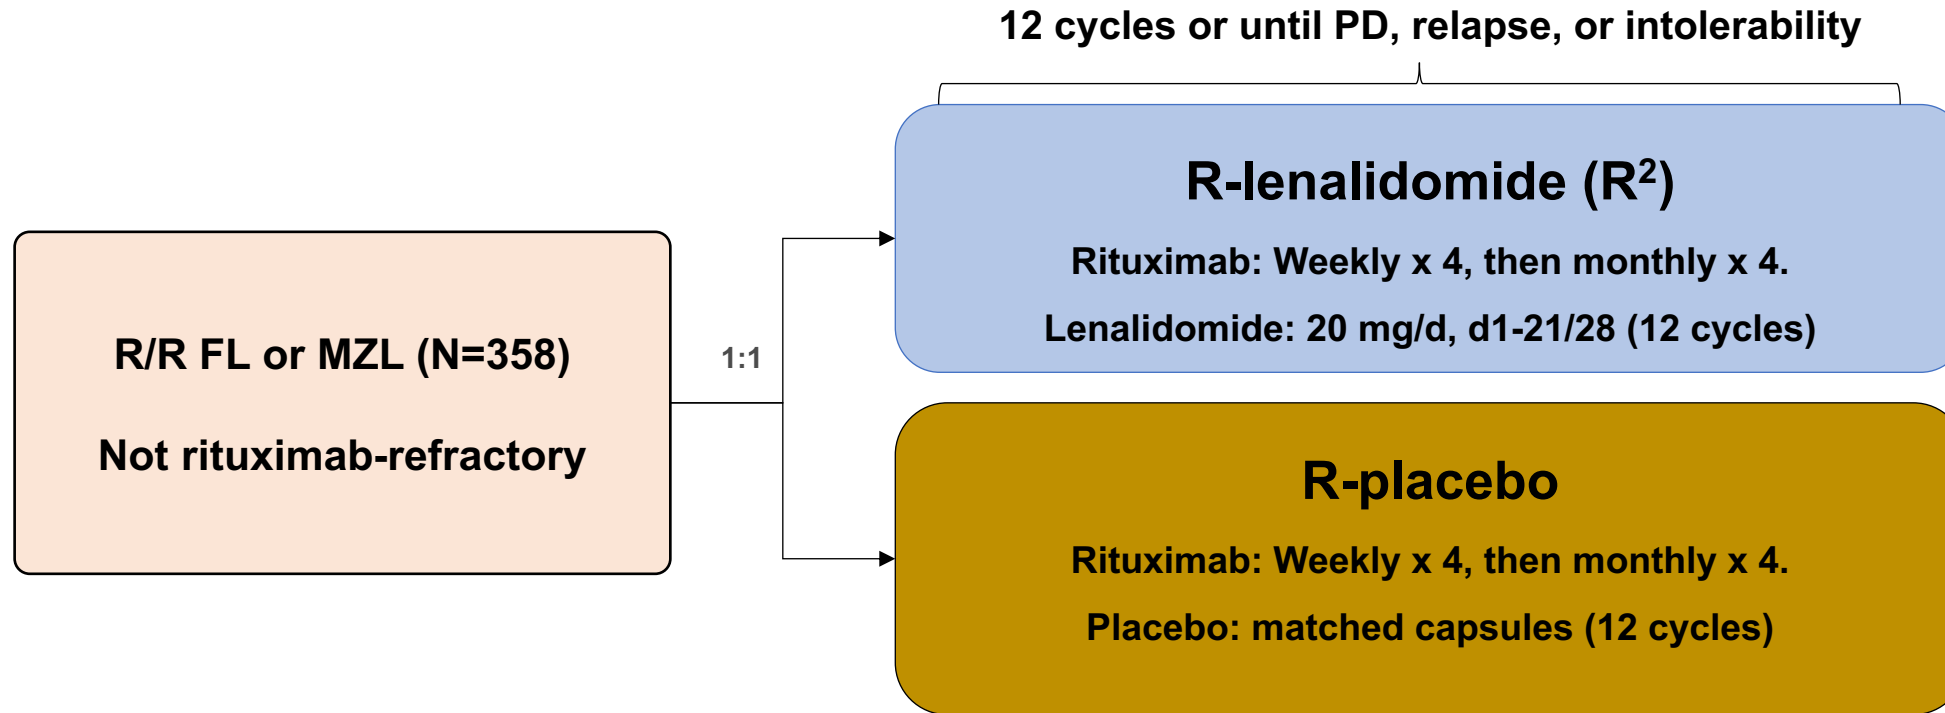 12 cycles or until PD, relapse, or intolerability
R-lenalidomide (R²)
Rituximab: Weekly x 4, then monthly x 4.
Lenalidomide: 20 mg/d, d1-21/28 (12 cycles)
R/R FL or MZL (N=358)
Not rituximab-refractory
1:1
R-placebo
Rituximab: Weekly x 4, then monthly x 4.
Placebo: matched capsules (12 cycles)